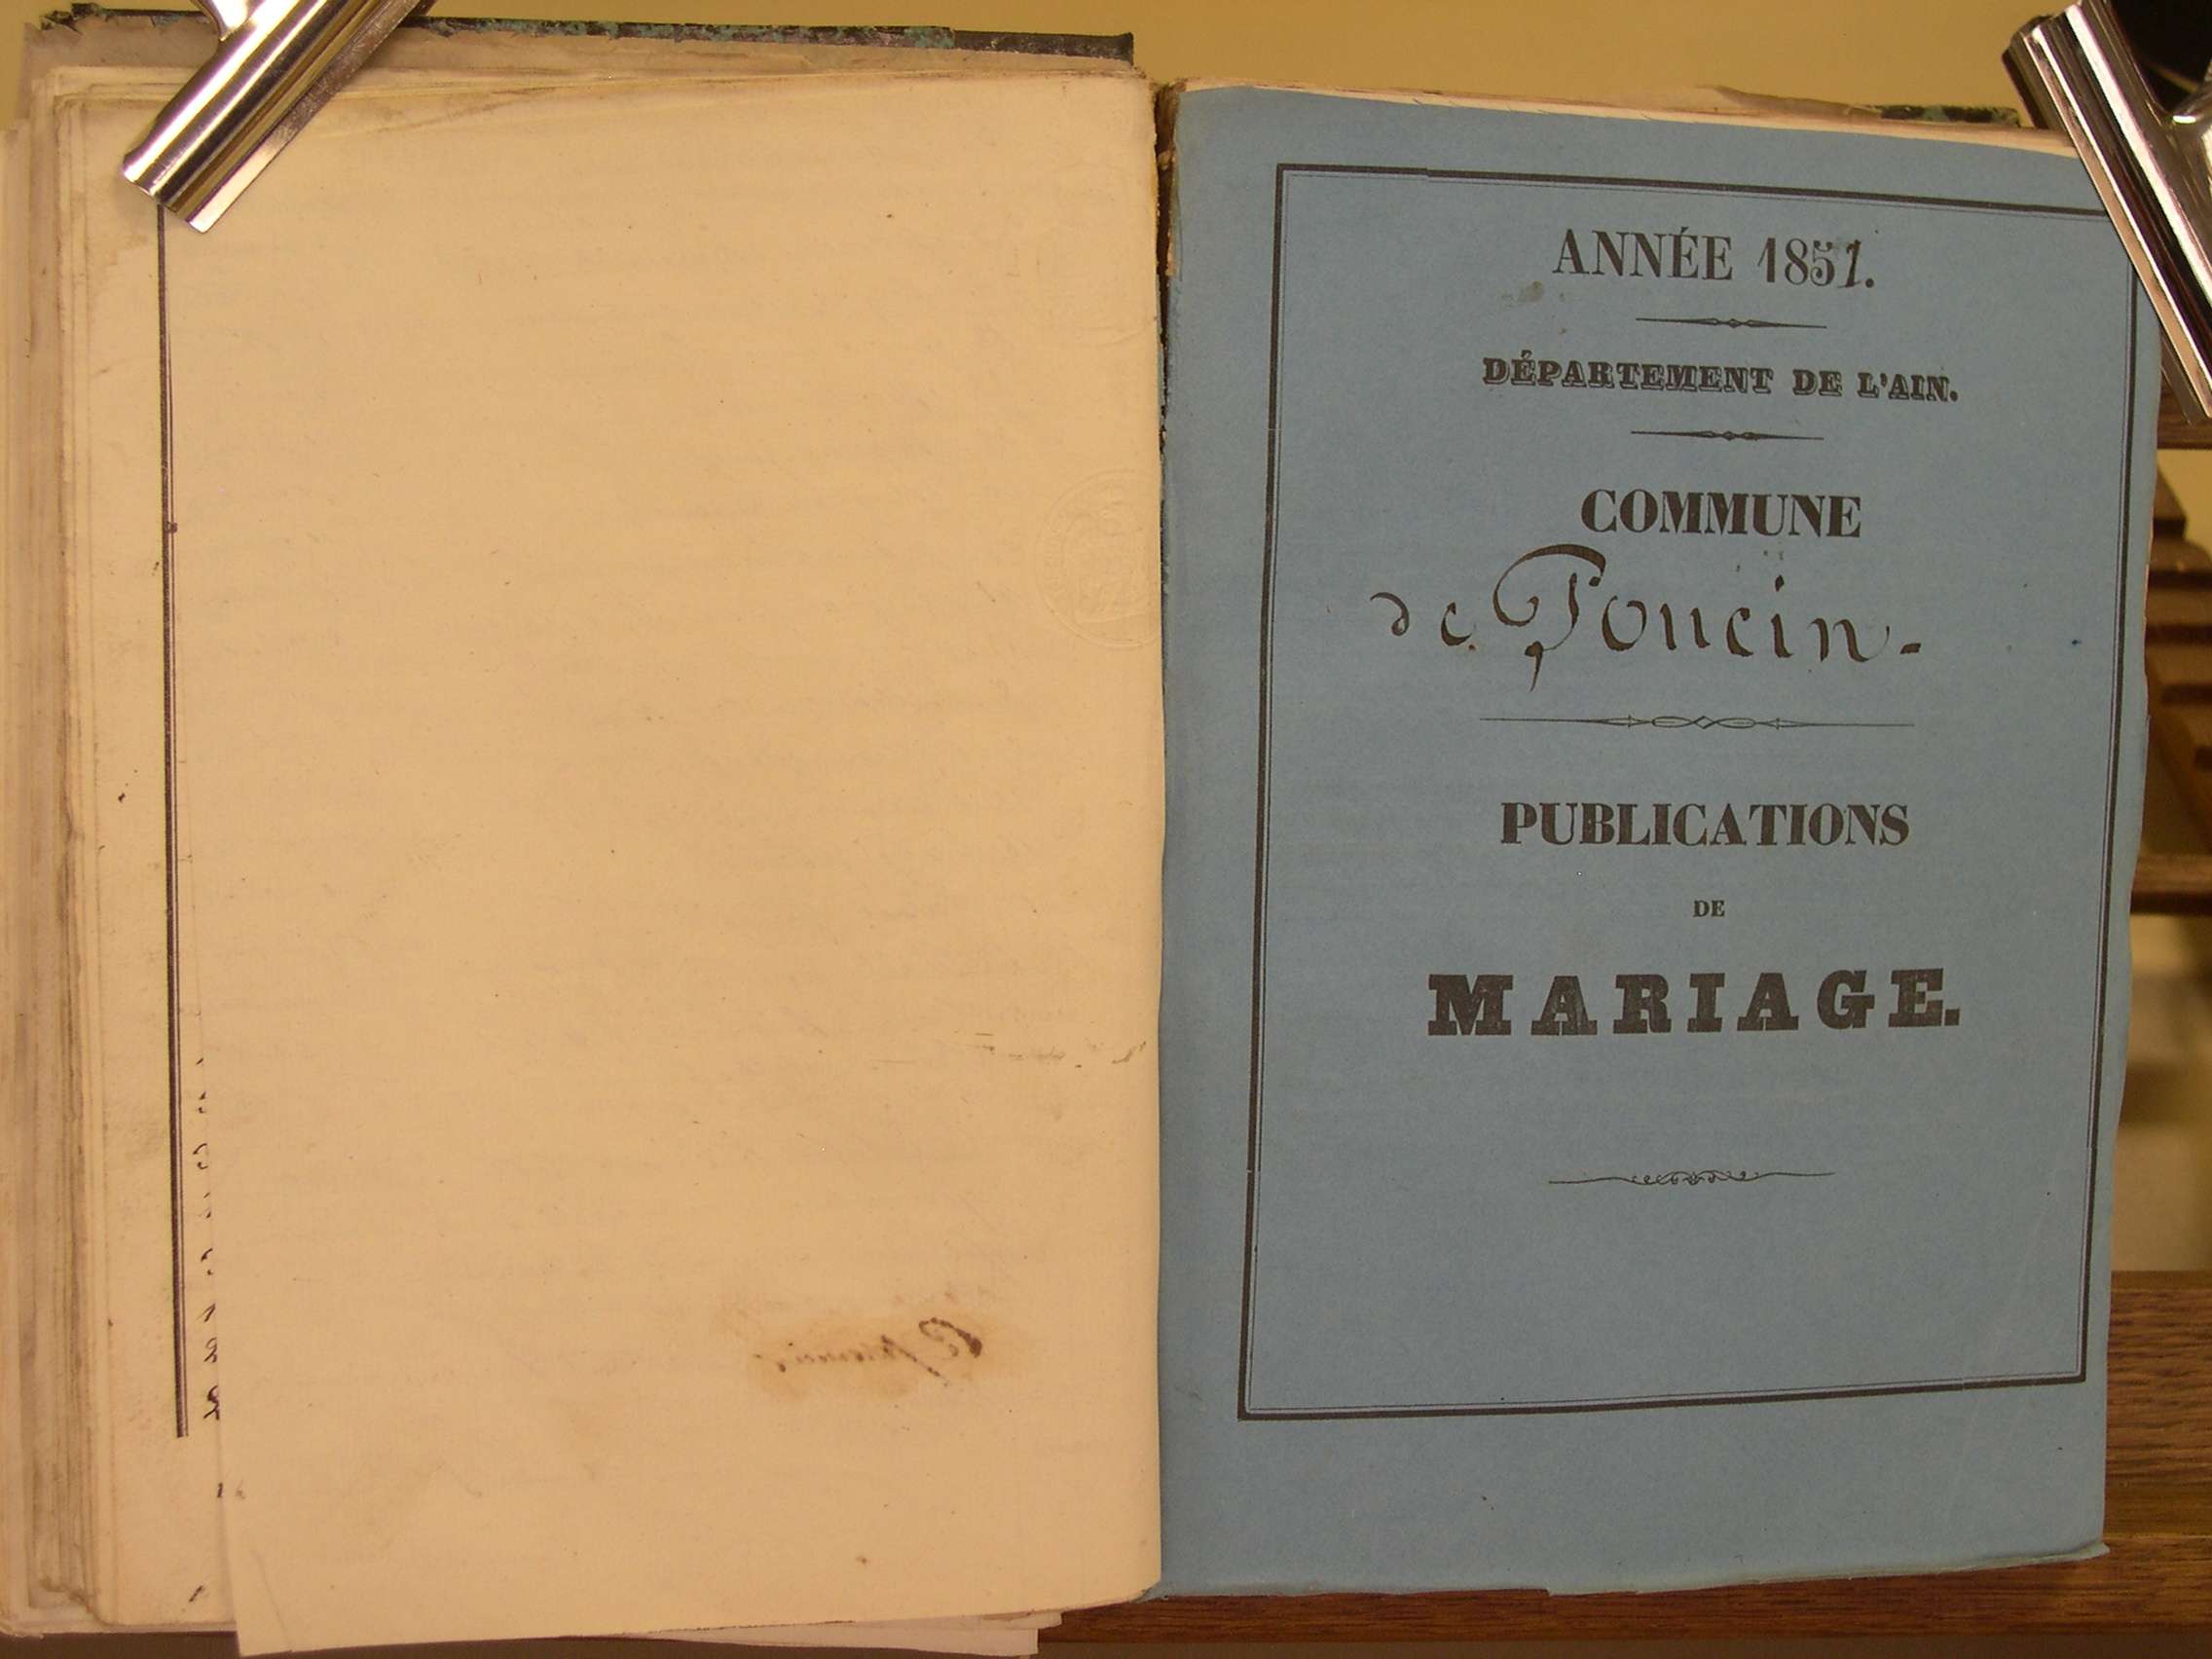 ANNÉE 1851.
DÉPARTEMENT DE L'AIN.
COMMUNE
de Poncin-
PUBLICATIONS
DE
MARIAGE.